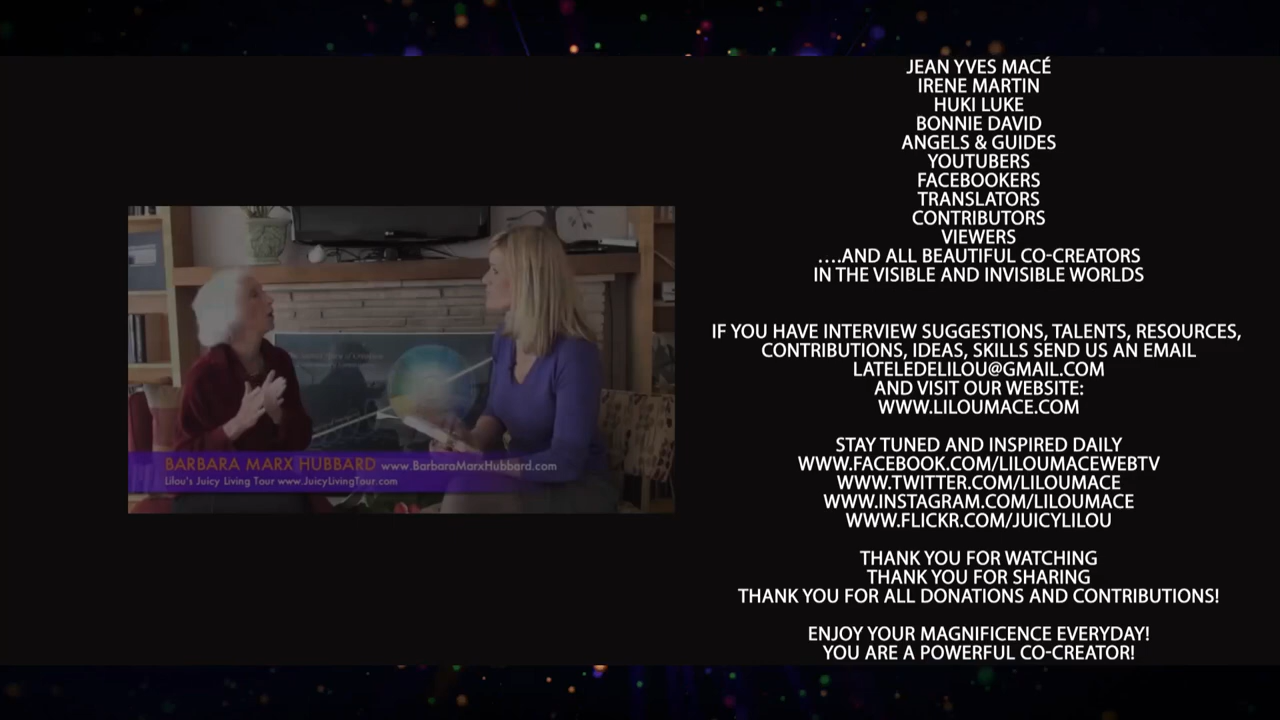 JEAN YVES MACÉ
IRENE MARTIN
HUKI LUKE
BONNIE DAVID
ANGELS & GUIDES
YOUTUBERS
FACEBOOKERS
TRANSLATORS
CONTRIBUTORS
VIEWERS
....AND ALL BEAUTIFUL CO-CREATORS
IN THE VISIBLE AND INVISIBLE WORLDS
IF YOU HAVE INTERVIEW SUGGESTIONS, TALENTS, RESOURCES,
CONTRIBUTIONS, IDEAS, SKILLS SEND US AN EMAIL
LATELEDELILOU@GMAIL.COM
AND VISIT OUR WEBSITE:
WWW.LILOUMACE.COM
STAY TUNED AND INSPIRED DAILY
WWW.FACEBOOK.COM/LILOUMACEWEBTV
WWW.TWITTER.COM/LILOUMACE
WWW.INSTAGRAM.COM/LILOUMACE
WWW.FLICKR.COM/JUICYLILOU
THANK YOU FOR WATCHING
THANK YOU FOR SHARING
THANK YOU FOR ALL DONATIONS AND CONTRIBUTIONS!
ENJOY YOUR MAGNIFICENCE EVERYDAY!
YOU ARE A POWERFUL CO-CREATOR!
BARBARA MARX HUBBARD www.BarbaraMarxHubbard.com
Lilou's Juicy Living Tour www.JuicyLivingTour.com